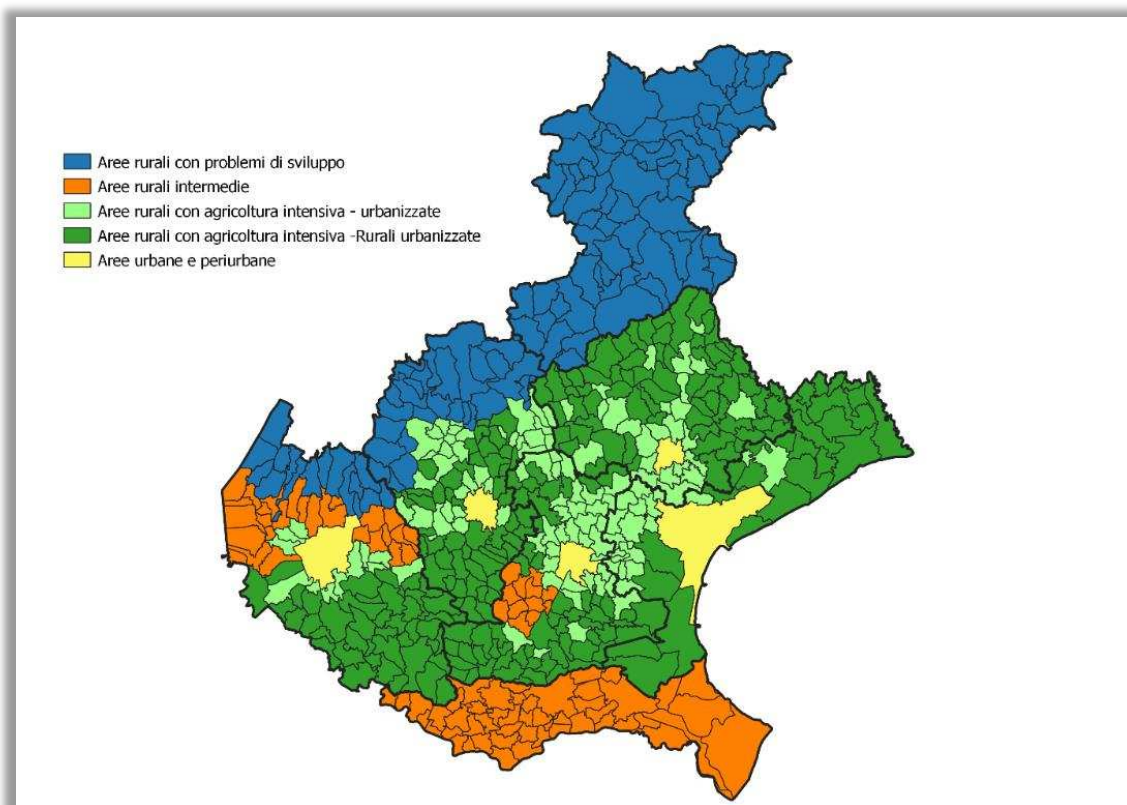 Aree rurali con problemi di sviluppo
Aree rurali intermedie
Aree rurali con agricoltura intensiva - urbanizzate
Aree rurali con agricoltura intensiva -Rurali urbanizzate
Aree urbane e periurbane